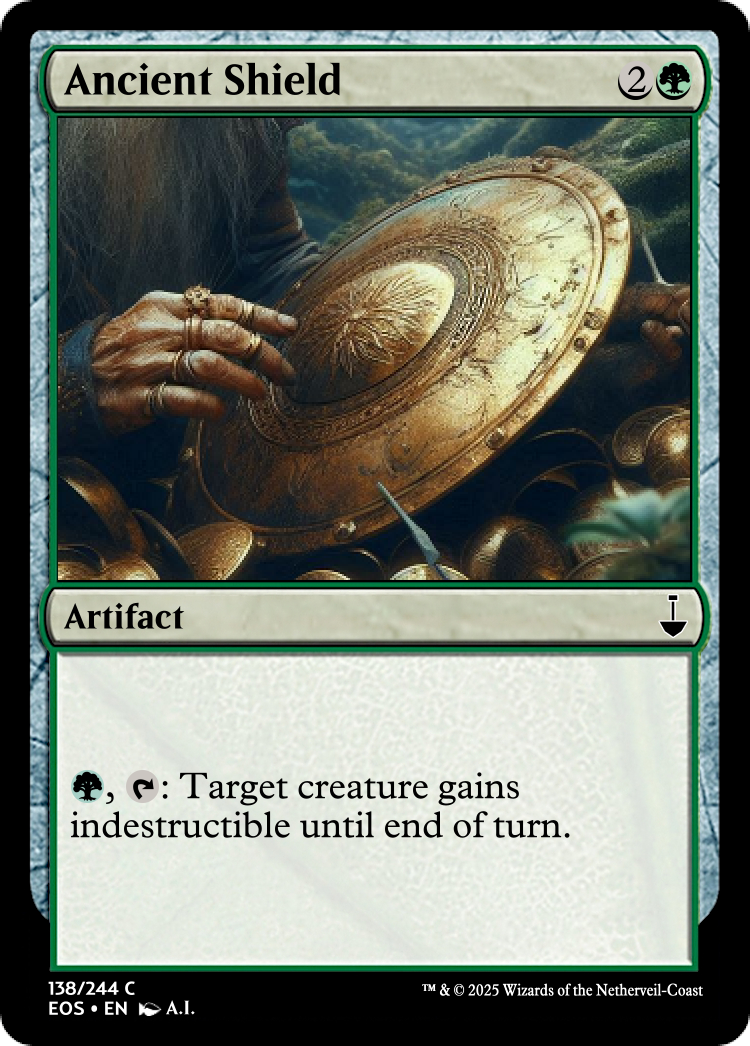 Ancient Shield 2
Artifact
, : Target creature gains
indestructible until end of turn.
138/244 C
™ & © 2025 Wizards of the Netherveil-Coast
EOS • EN A.I.